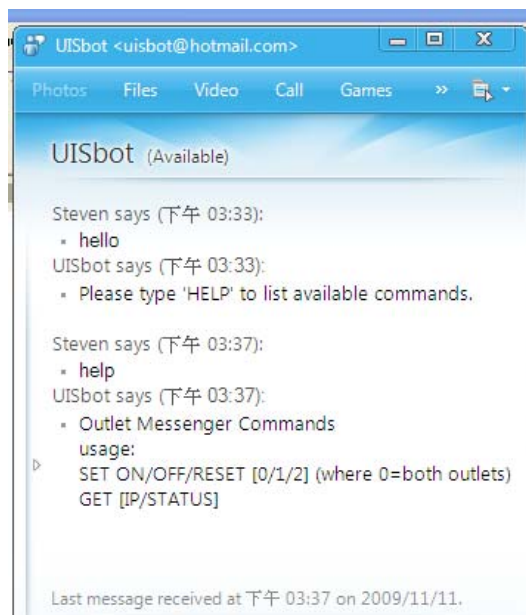 UISbot <uisbot@hotmail.com>
Photos Files Video Call Games »
UISbot (Available)
Steven says (下午 03:33):
hello
UISbot says (下午 03:33):
Please type 'HELP' to list available commands.
Steven says (下午 03:37):
help
UISbot says (下午 03:37):
Outlet Messenger Commands
usage:
SET ON/OFF/RESET [0/1/2] (where 0=both outlets)
GET [IP/STATUS]
Last message received at 下午 03:37 on 2009/11/11.